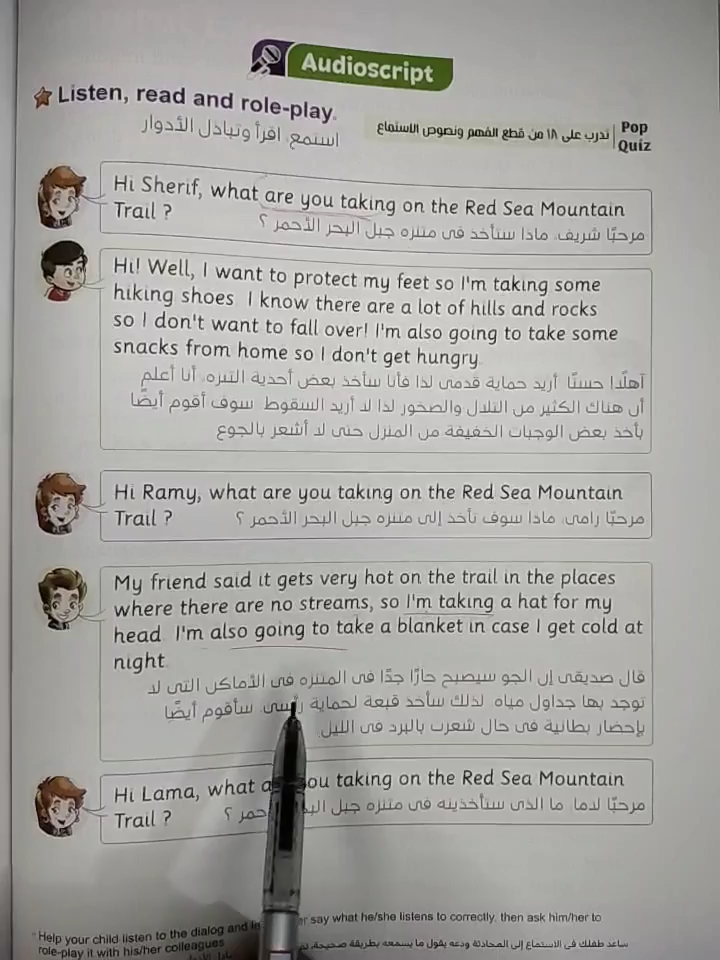 Audioscript
Listen, read and role-play.
استمع, اقرأ وتبادل الأدوار
Pop
Quiz
تدرب على ١٨ من قطع الفهم ونصوص الاستماع
Hi Sherif, what are you taking on the Red Sea Mountain
Trail ?
مرحبًا شريف, ماذا ستأخذ فى متنزه جبل البحر الأحمر ؟
Hi! Well, I want to protect my feet so I'm taking some
hiking shoes I know there are a lot of hills and rocks
so I don't want to fall over! I'm also going to take some
snacks from home so I don't get hungry
أهلًا! حسنًا أريد حماية قدمى لذا فأنا سأخذ بعض أحذية التنزه. أنا أعلم
أن هناك الكثير من التلال والصخور لذا لا أريد السقوط سوف أقوم أيضًا
بأخذ بعض الوجبات الخفيفة من المنزل حتى لا أشعر بالجوع
Hi Ramy, what are you taking on the Red Sea Mountain
Trail ?
مرحبًا رامى, ماذا سوف تأخذ إلى متنزه جبل البحر الأحمر ؟
My friend said it gets very hot on the trail in the places
where there are no streams, so I'm taking a hat for my
head I'm also going to take a blanket in case I get cold at
night
قال صديقى إن الجو سيصبح حارًا جدًا فى المتنزه فى الأماكن التى لا
توجد بها جداول مياه لذلك سأخذ قبعة لحماية رأسى. سأقوم أيضًا
بإحضار بطانية فى حال شعرت بالبرد فى الليل
Hi Lama, what you taking on the Red Sea Mountain
Trail ?
مرحبًا لاما, ما الذى ستأخذينه فى متنزه جبل ؟
Help your child listen to the dialog and say what he/she listens to correctly, then ask him/her to
role-play it with his/her colleagues
ساعد طفلك فى الاستماع إلى المحادثة ودعه يقول ما يسمعه بطريقة صحيحة,